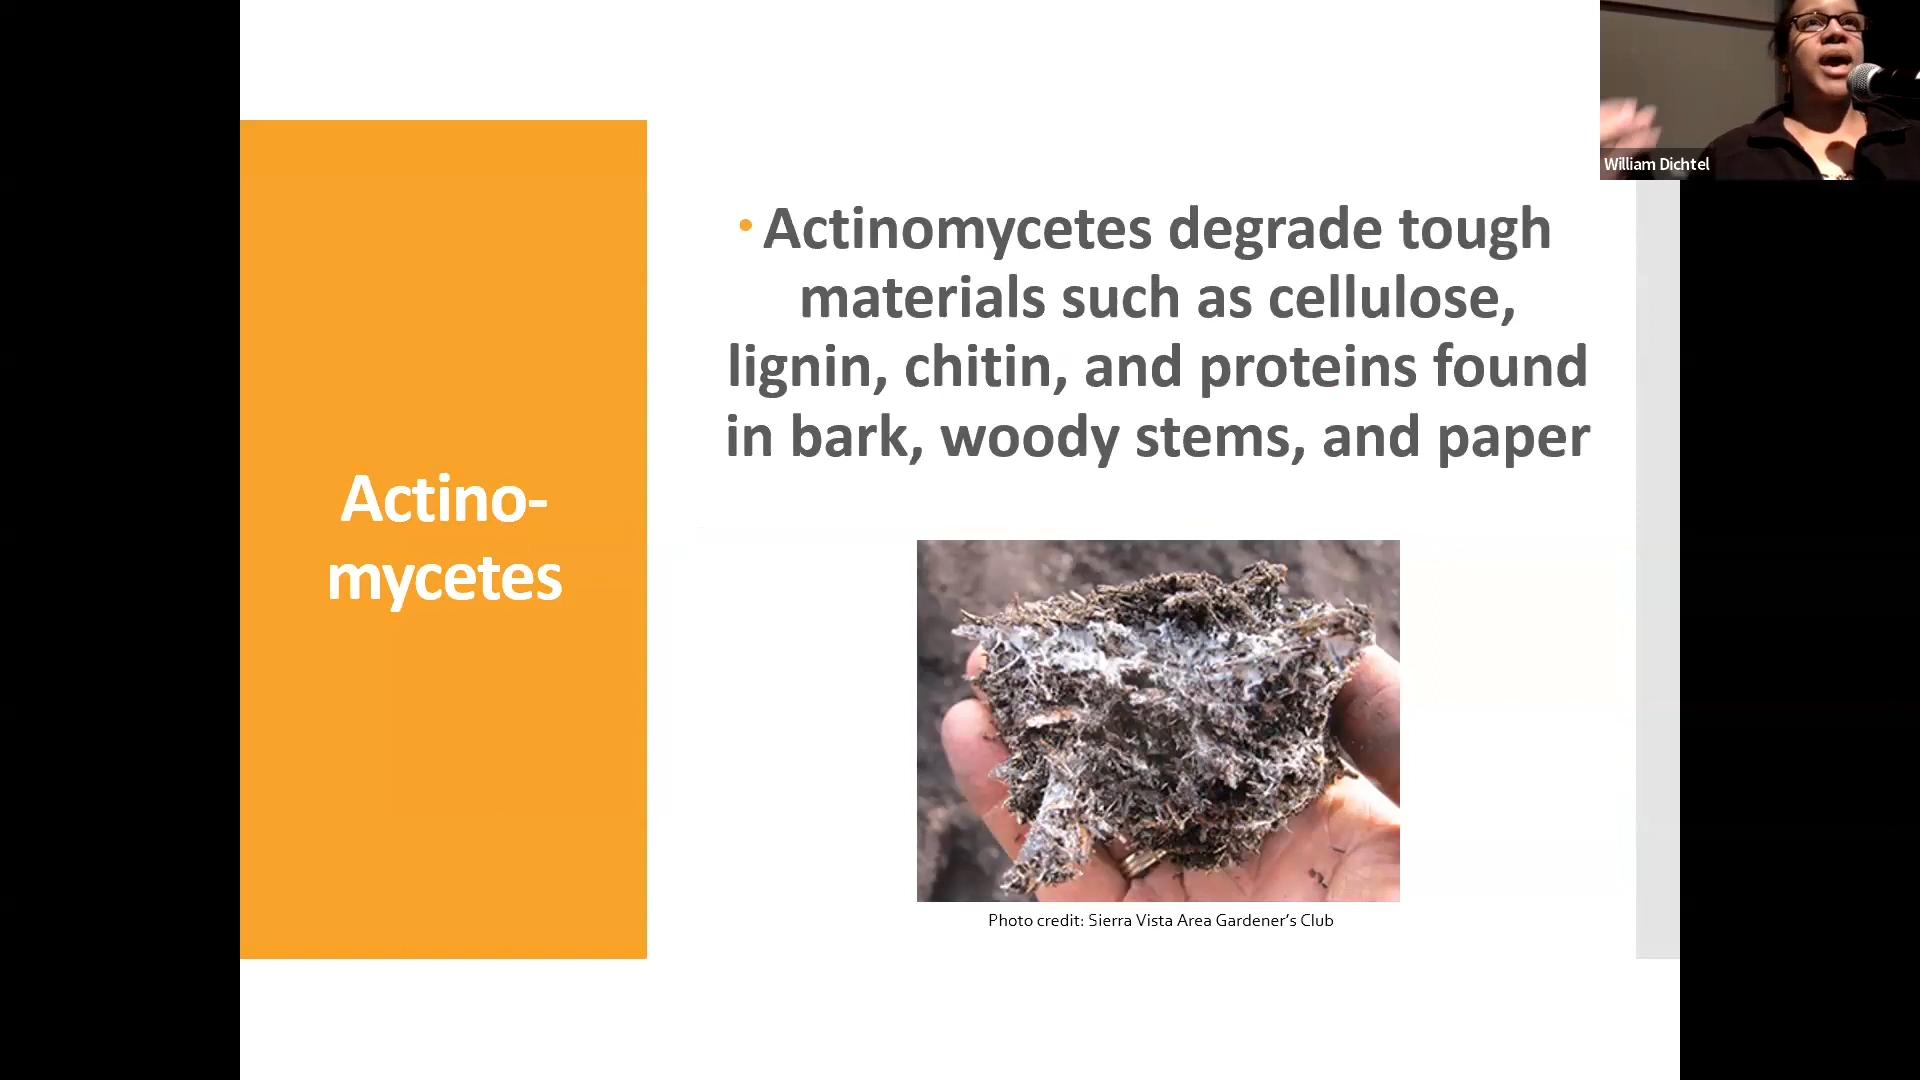 William Dichtel
• Actinomycetes degrade tough
materials such as cellulose,
lignin, chitin, and proteins found
in bark, woody stems, and paper
Actino-
mycetes
Photo credit: Sierra Vista Area Gardener's Club